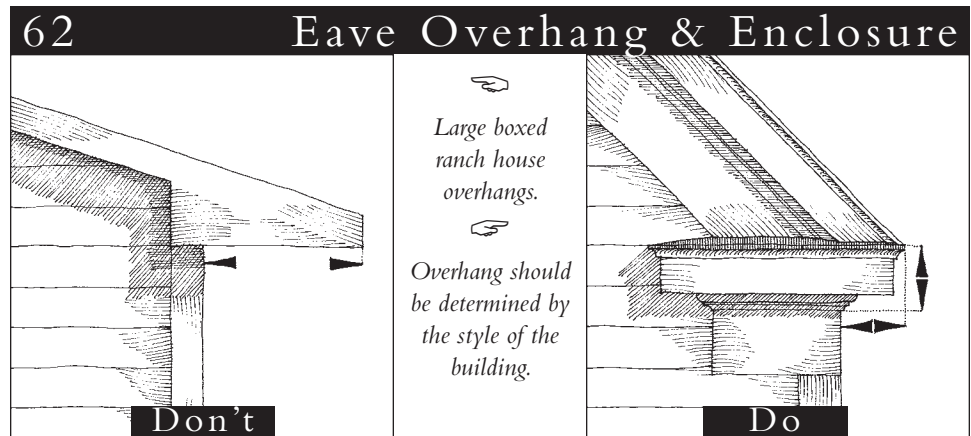 62 Eave Overhang & Enclosure
Large boxed
ranch house
overhangs.
Overhang should
be determined by
the style of the
building.
Don't
Do